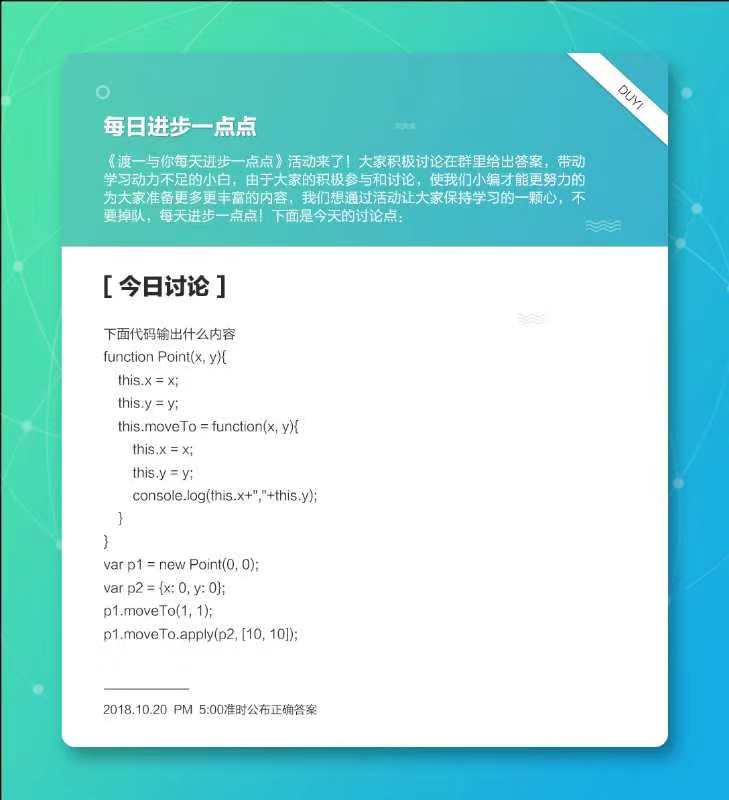 DUYI
每日进步一点点
《渡一与你每天进步一点点》活动来了！大家积极讨论在群里给出答案，带动
学习动力不足的小白，由于大家的积极参与和讨论，使我们小编才能更努力的
为大家准备更多更丰富的内容，我们想通过活动让大家保持学习的一颗心，不
要掉队，每天进步一点点！下面是今天的讨论点：
[ 今日讨论 ]
下面代码输出什么内容
function Point(x, y){
this.x = x;
this.y = y;
this.moveTo = function(x, y){
this.x = x;
this.y = y;
console.log(this.x+","+this.y);
}
}
var p1 = new Point(0, 0);
var p2 = {x: 0, y: 0};
p1.moveTo(1, 1);
p1.moveTo.apply(p2, [10, 10]);
2018.10.20 PM 5:00准时公布正确答案